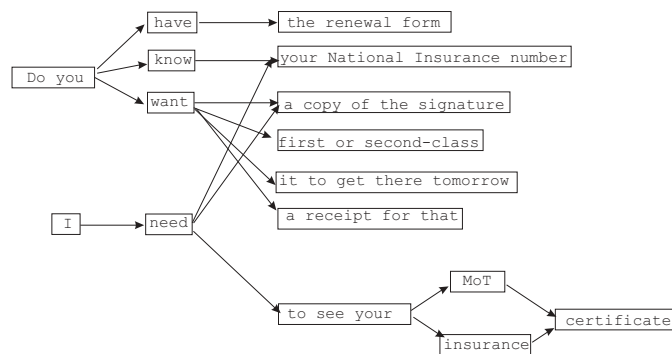 have
the renewal form
know
your National Insurance number
Do you
want
a copy of the signature
first or second-class
it to get there tomorrow
a receipt for that
I
need
MoT
to see your
certificate
insurance